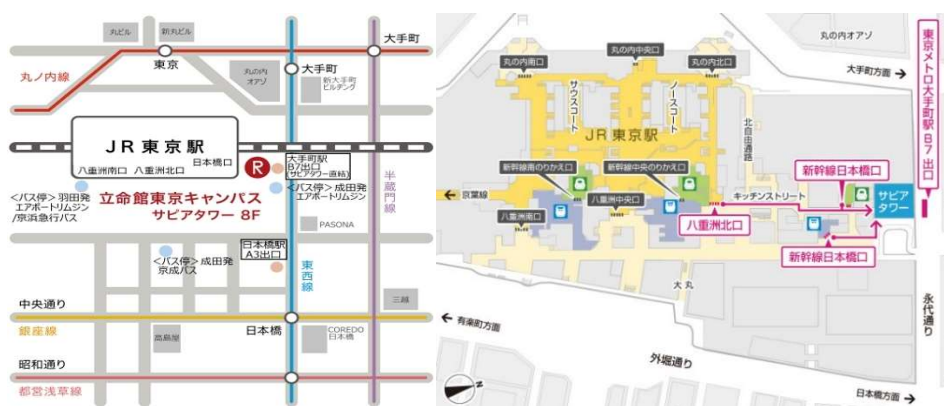 丸ビル
新丸ビル
大手町
東京
丸ノ内線
丸の内
オアゾ
大手町
新大手町
ビルヂング
JR 東京駅
日本橋口
八重洲南口 八重洲北口
R
大手町駅
B7出口
(サピアタワー直結)
立命館東京キャンパス
サピアタワー 8F
<バス停>羽田発
エアポートリムジン
/京浜急行バス
<バス停>成田発
エアポートリムジン
半蔵門線
PASONA
日本橋駅
A3出口
<バス停>成田発
京成バス
東西線
三越
中央通り
銀座線
日本橋
高島屋
COREDO
日本橋
昭和通り
都営浅草線
丸の内オアゾ
丸の内南口
丸の内中央口
丸の内北口
大手町方面
サウスコート
ノースコート
JR東京駅
北自由通路
東京メトロ大手町駅B7出口
新幹線南のりかえ口
新幹線中央のりかえ口
新幹線日本橋口
京葉線
キッチンストリート
サピア
タワー
八重洲南口
八重洲中央口
八重洲北口
新幹線日本橋口
大丸
永代通り
有楽町方面
外堀通り
日本橋方面
N